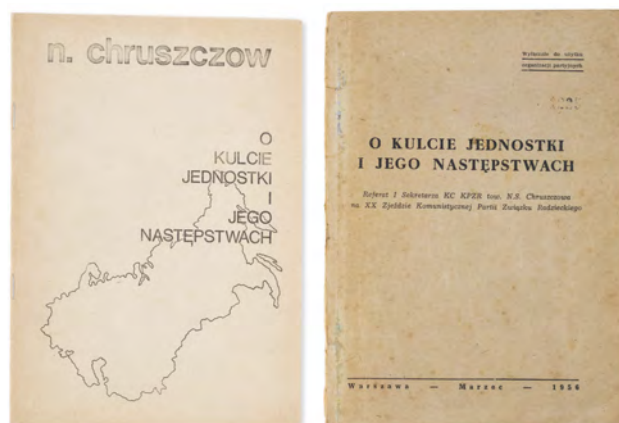 n. chruszczow
O
KULCIE
JEDNOSTKI
I
JEGO
NASTĘPSTWACH
Wyłącznie do użytku
organizacji partyjnych
O KULCIE JEDNOSTKI
I JEGO NASTĘPSTWACH
Referat I Sekretarza KC KPZR tow. N.S. Chruszczowa
na XX Zjeździe Komunistycznej Partii Związku Radzieckiego
Warszawa — Marzec — 1956